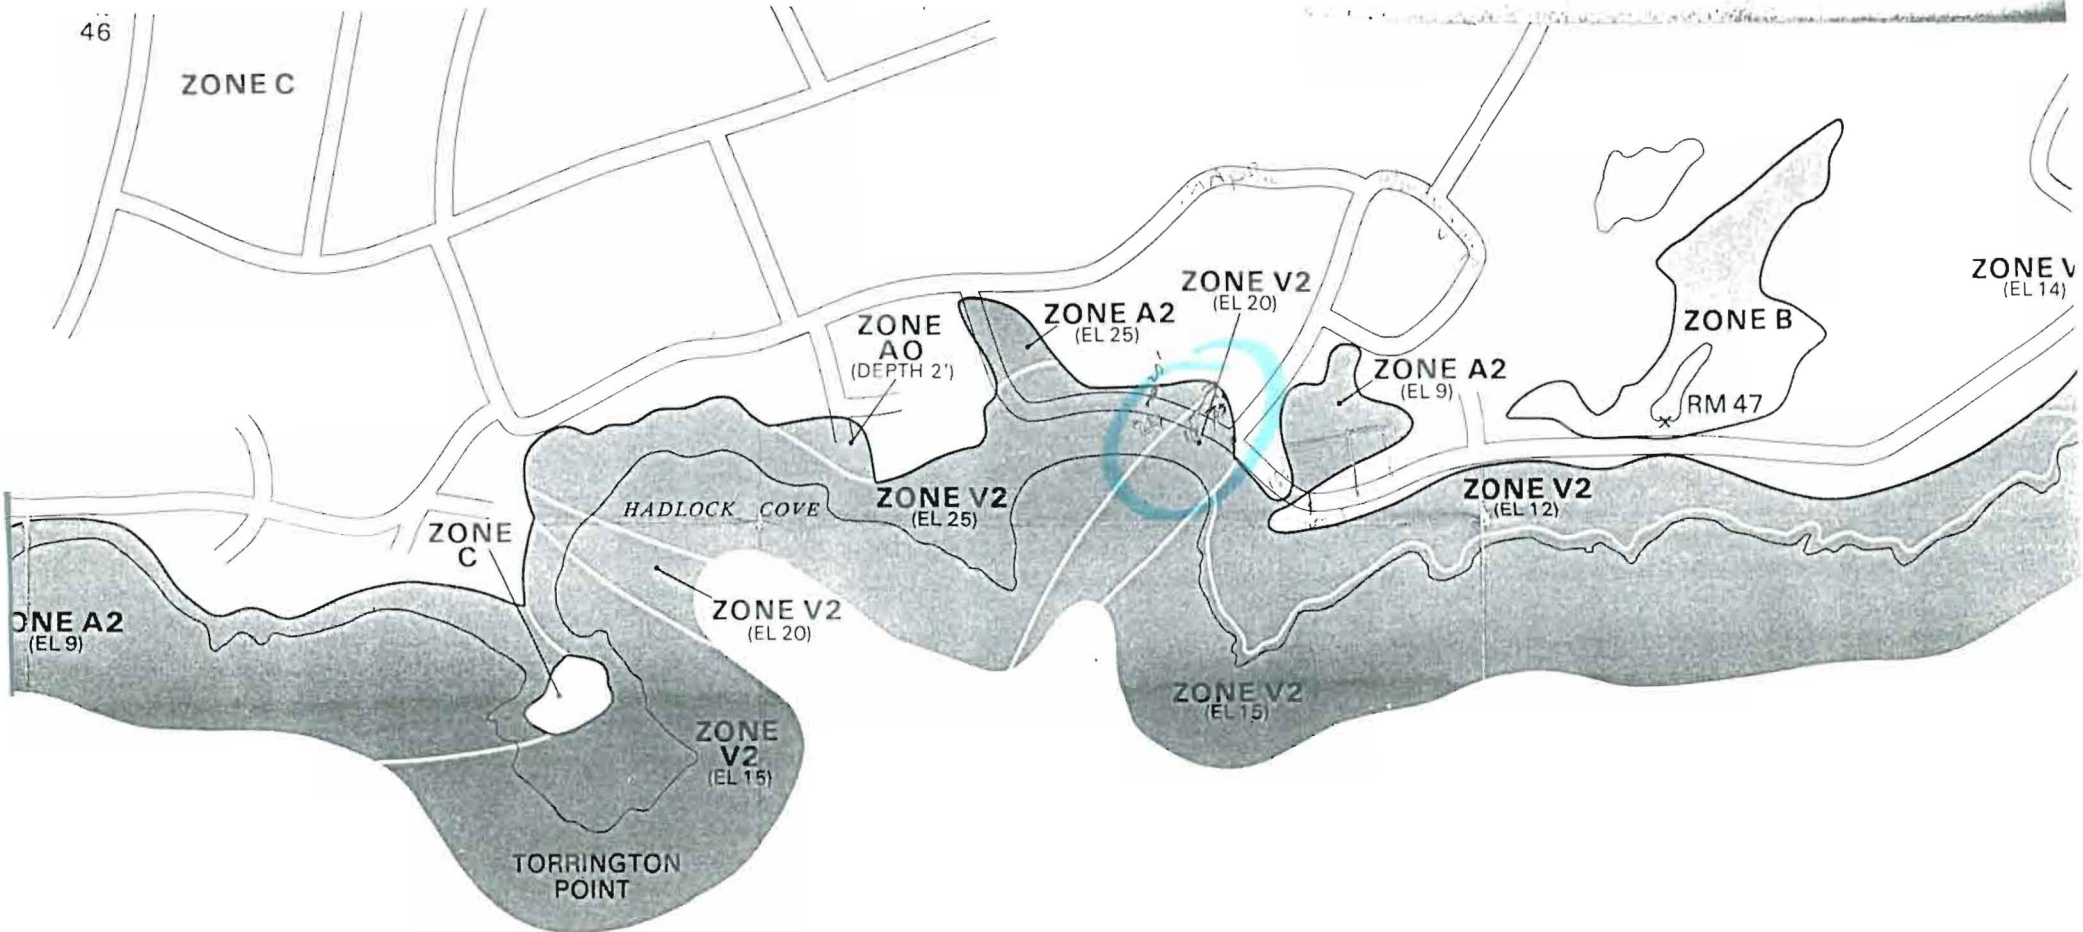 46
ZONE C
ZONE V2
(EL 20)
ZONE V
(EL 14)
ZONE A2
(EL 25)
ZONE
AO
(DEPTH 2')
ZONE B
ZONE A2
(EL 9)
RM 47
ZONE V2
(EL 25)
ZONE V2
(EL 12)
HADLOCK COVE
ZONE
C
ZONE V2
(EL 20)
ONE A2
(EL 9)
ZONE V2
(EL 15)
ZONE
V2
(EL 15)
TORRINGTON
POINT